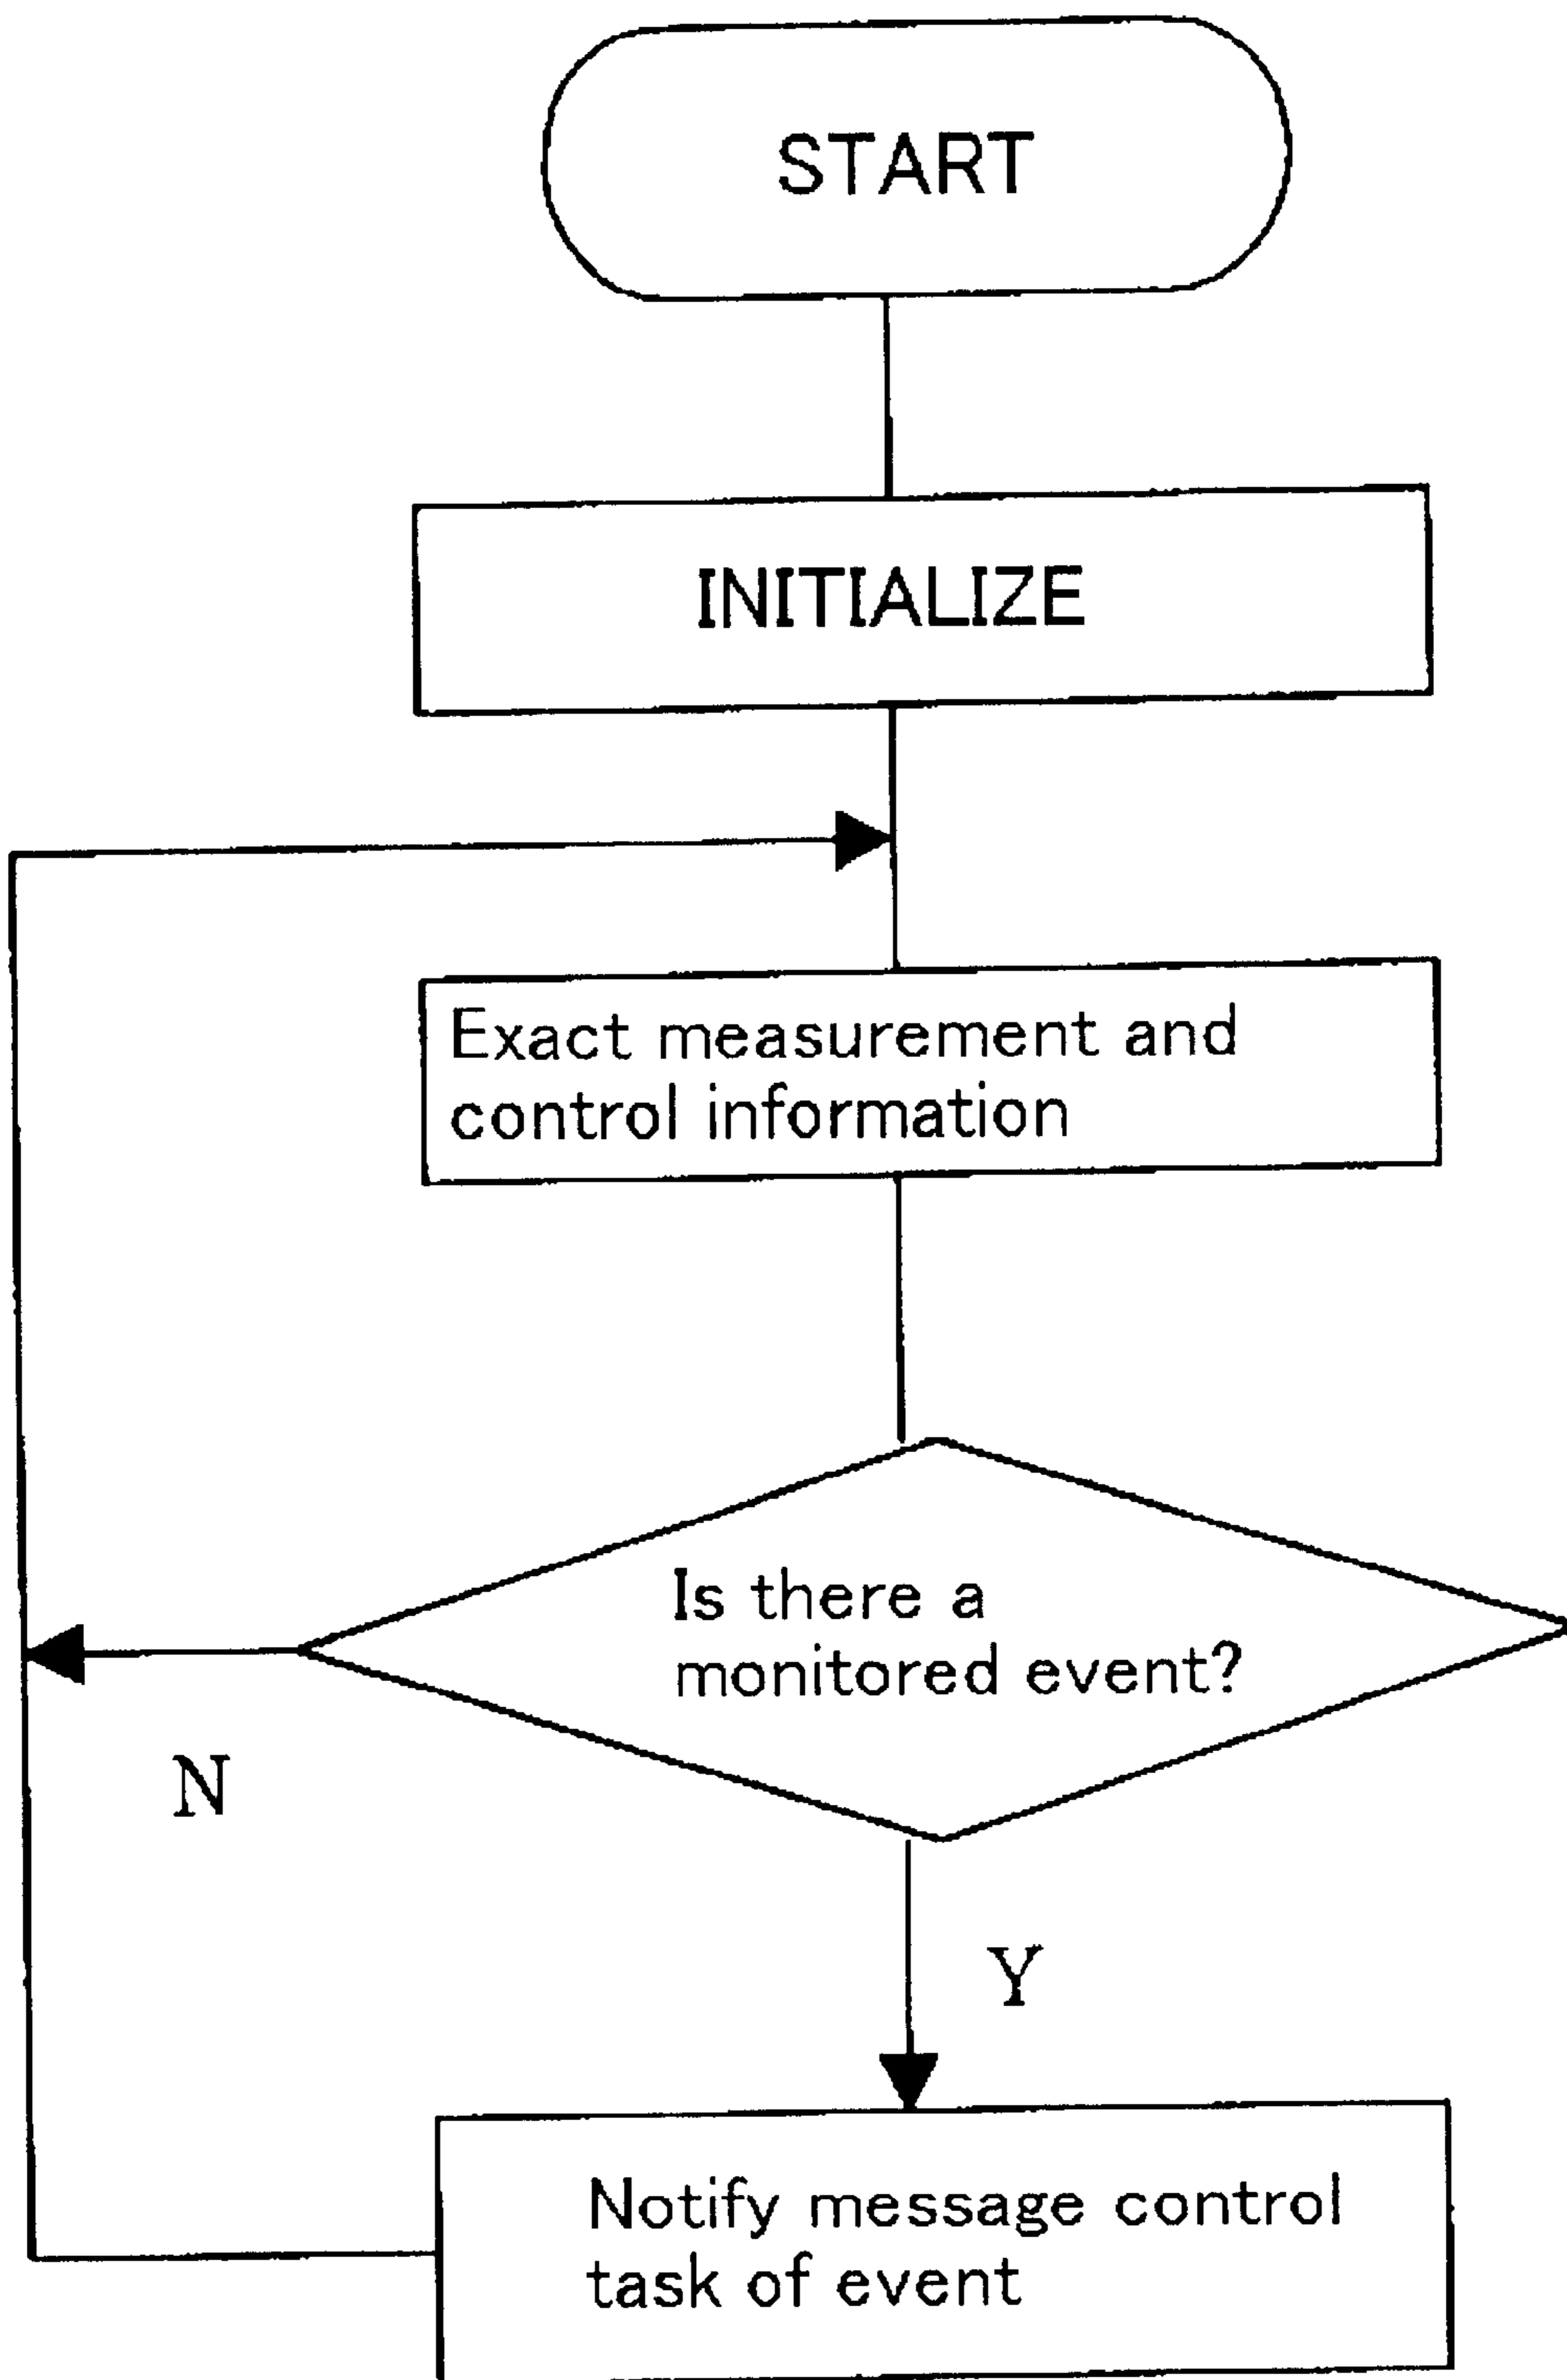 START
INITIALIZE
Exact measurement and
control information
Is there a
monitored event?
N
Y
Notify message control
task of event